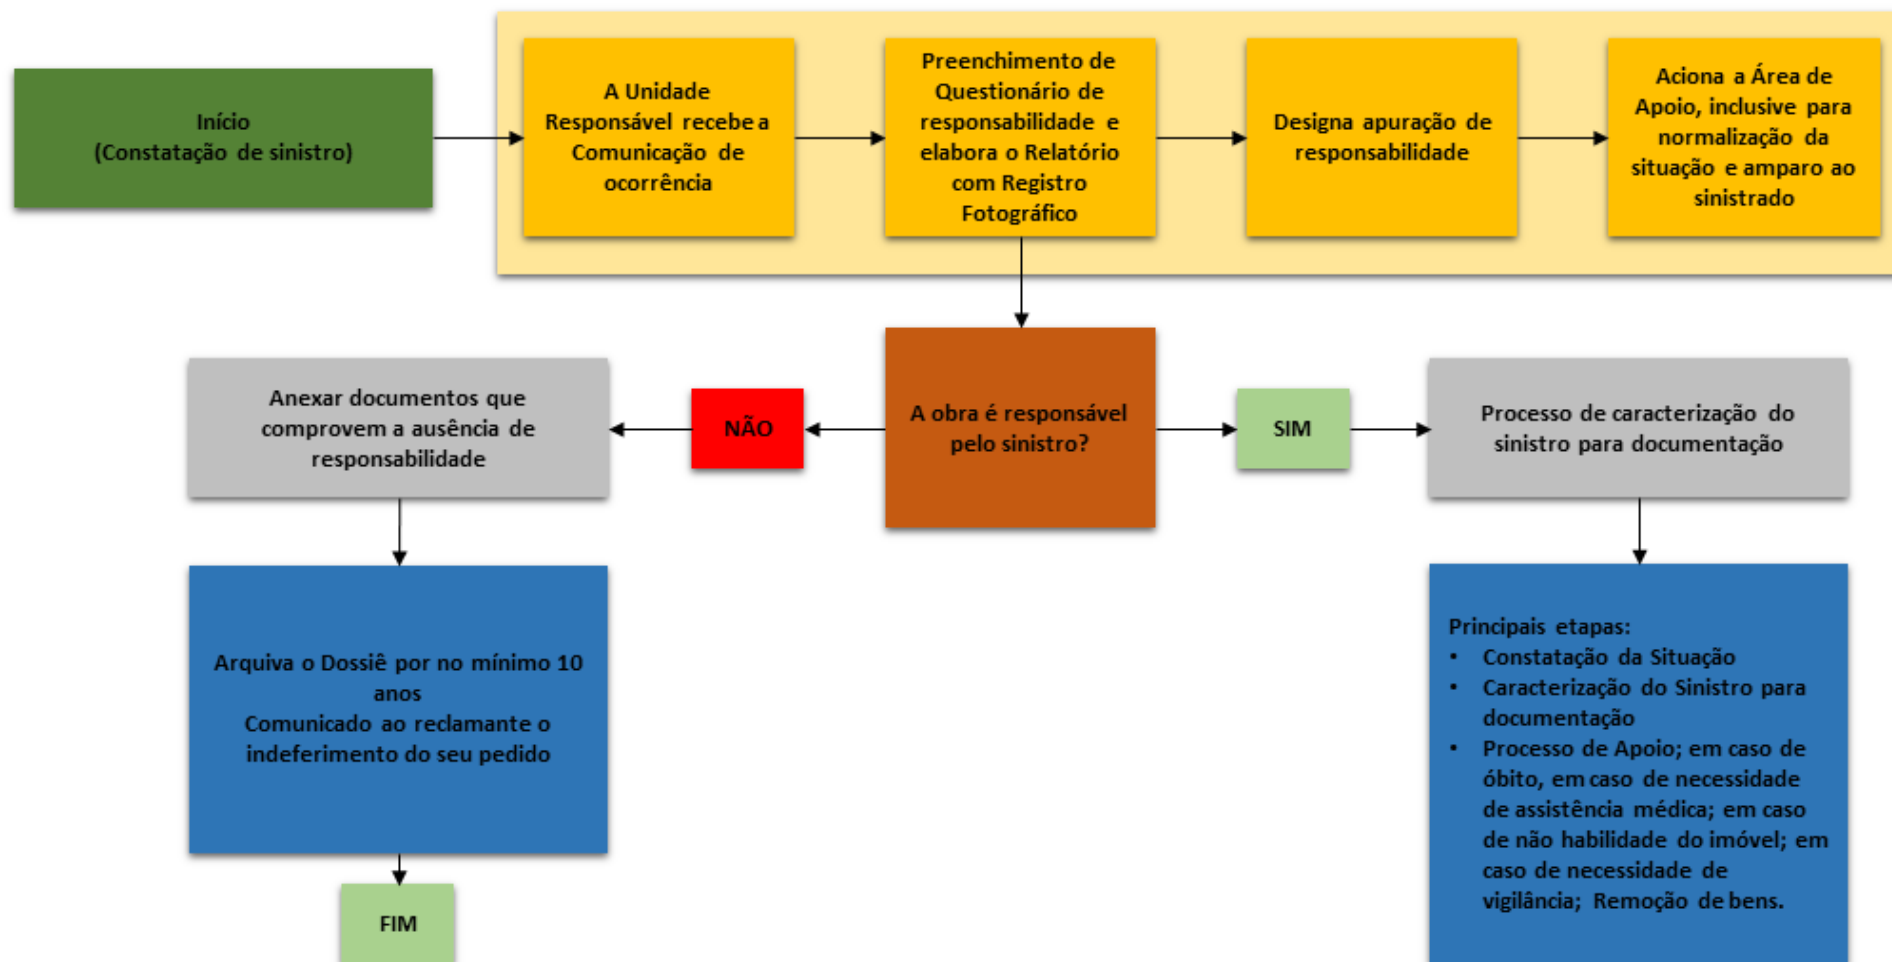 Início
(Constatação de sinistro)
A Unidade
Responsável recebe a
Comunicação de
ocorrência
Preenchimento de
Questionário de
responsabilidade e
elabora o Relatório
com Registro
Fotográfico
Designa apuração de
responsabilidade
Aciona a Área de
Apoio, inclusive para
normalização da
situação e amparo ao
sinistrado
Anexar documentos que
comprovem a ausência de
responsabilidade
NÃO
A obra é responsável
pelo sinistro?
SIM
Processo de caracterização do
sinistro para documentação
Arquiva o Dossiê por no mínimo 10
anos
Comunicado ao reclamante o
indeferimento do seu pedido
FIM
Principais etapas:
• Constatação da Situação
• Caracterização do Sinistro para
documentação
• Processo de Apoio; em caso de
óbito, em caso de necessidade
de assistência médica; em caso
de não habilidade do imóvel; em
caso de necessidade de
vigilância; Remoção de bens.